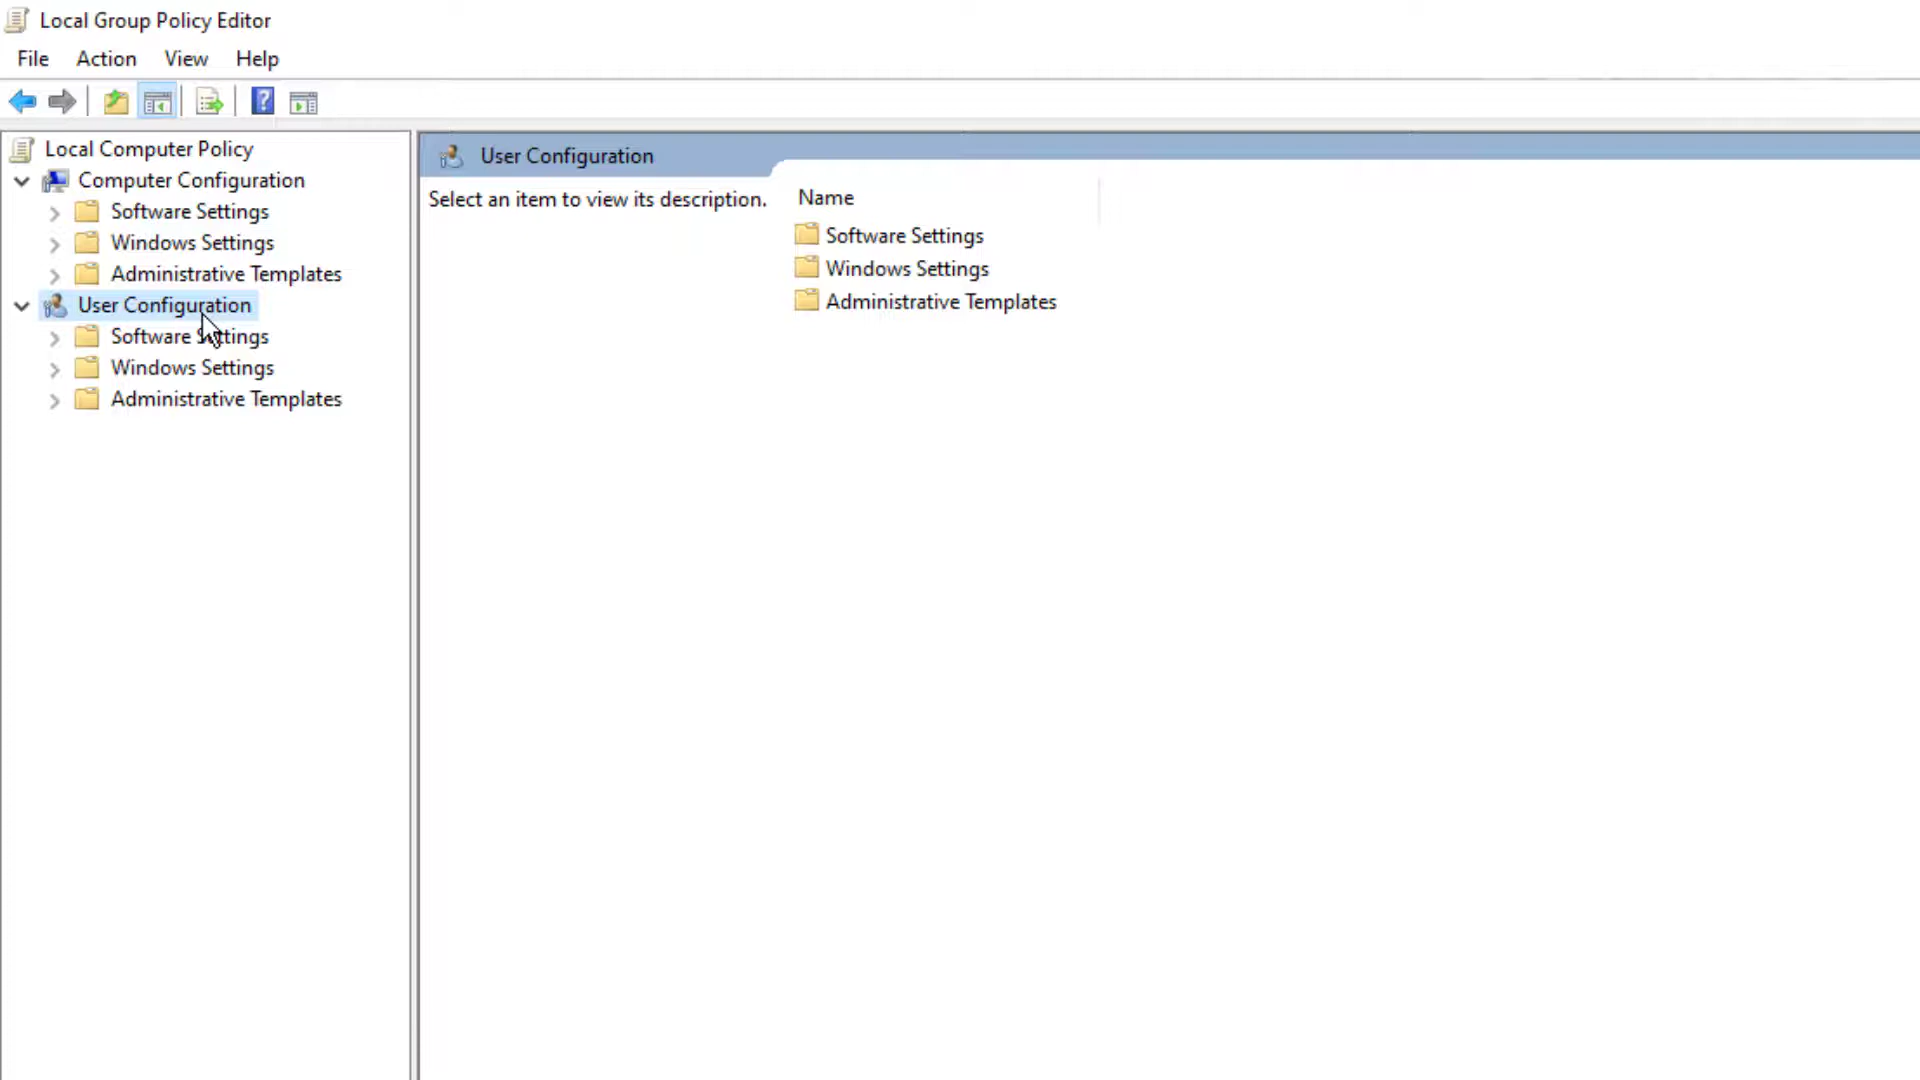 Local Group Policy Editor
File Action View Help
Local Computer Policy
Computer Configuration
Software Settings
Windows Settings
Administrative Templates
User Configuration
Software Settings
Windows Settings
Administrative Templates
User Configuration
Select an item to view its description.
Name
Software Settings
Windows Settings
Administrative Templates